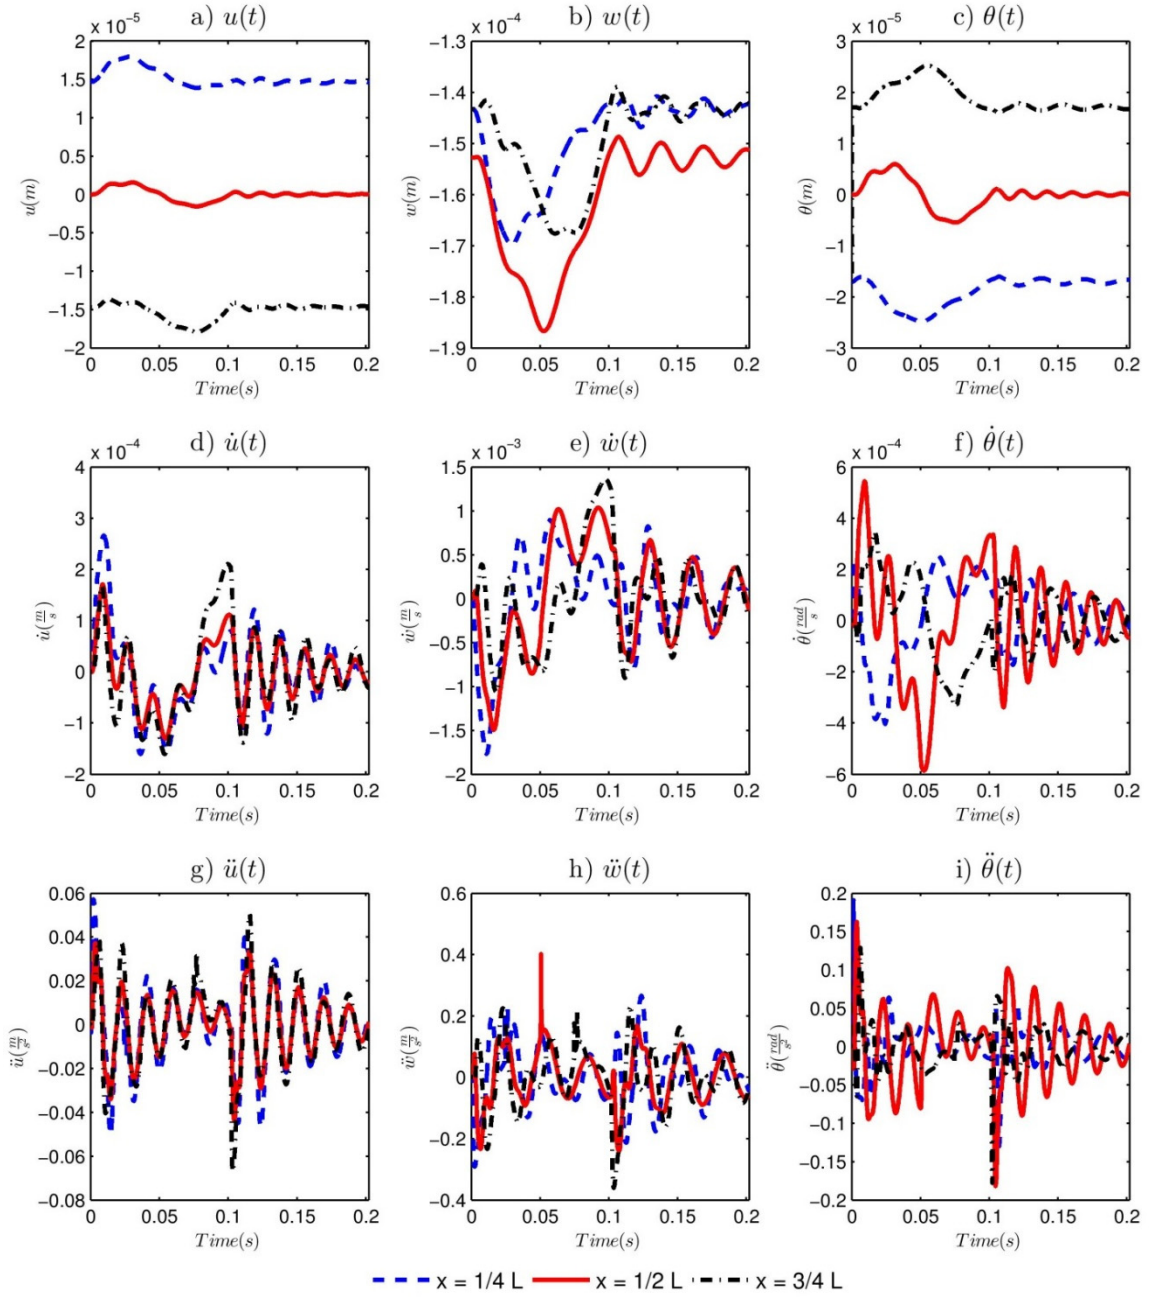 a) u(t) b) w(t) c) θ(t)
x 10⁻⁵ x 10⁻⁴ x 10⁻⁵
2 1.5 1 0.5 0 −0.5 −1 −1.5 −2
u(m)
0 0.05 0.1 0.15 0.2
Time(s)
−1.3 −1.4 −1.5 −1.6 −1.7 −1.8 −1.9
w(m)
0 0.05 0.1 0.15 0.2
Time(s)
3 2 1 0 −1 −2 −3
θ(m)
0 0.05 0.1 0.15 0.2
Time(s)
d) u̇(t) e) ẇ(t) f) θ̇(t)
x 10⁻⁴ x 10⁻³ x 10⁻⁴
4 3 2 1 0 −1 −2
u̇(m/s)
0 0.05 0.1 0.15 0.2
Time(s)
1.5 1 0.5 0 −0.5 −1 −1.5 −2
ẇ(m/s)
0 0.05 0.1 0.15 0.2
Time(s)
6 4 2 0 −2 −4 −6
θ̇(rad/s)
0 0.05 0.1 0.15 0.2
Time(s)
g) ü(t) h) ẅ(t) i) θ̈(t)
0.06 0.04 0.02 0 −0.02 −0.04 −0.06 −0.08
ü(m/s²)
0 0.05 0.1 0.15 0.2
Time(s)
0.6 0.4 0.2 0 −0.2 −0.4
ẅ(m/s²)
0 0.05 0.1 0.15 0.2
Time(s)
0.2 0.15 0.1 0.05 0 −0.05 −0.1 −0.15 −0.2
θ̈(rad/s²)
0 0.05 0.1 0.15 0.2
Time(s)
x = 1/4 L x = 1/2 L x = 3/4 L